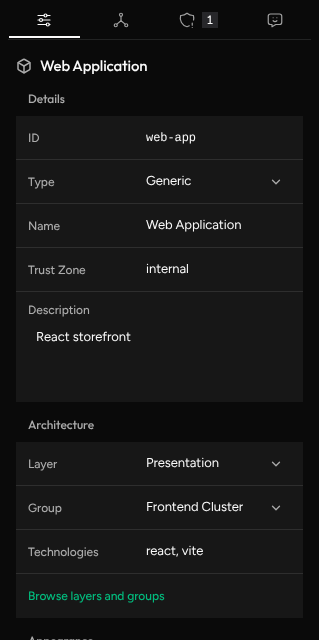 1
Web Application
Details
ID web-app
Type Generic
Name Web Application
Trust Zone internal
Description
React storefront
Architecture
Layer Presentation
Group Frontend Cluster
Technologies react, vite
Browse layers and groups